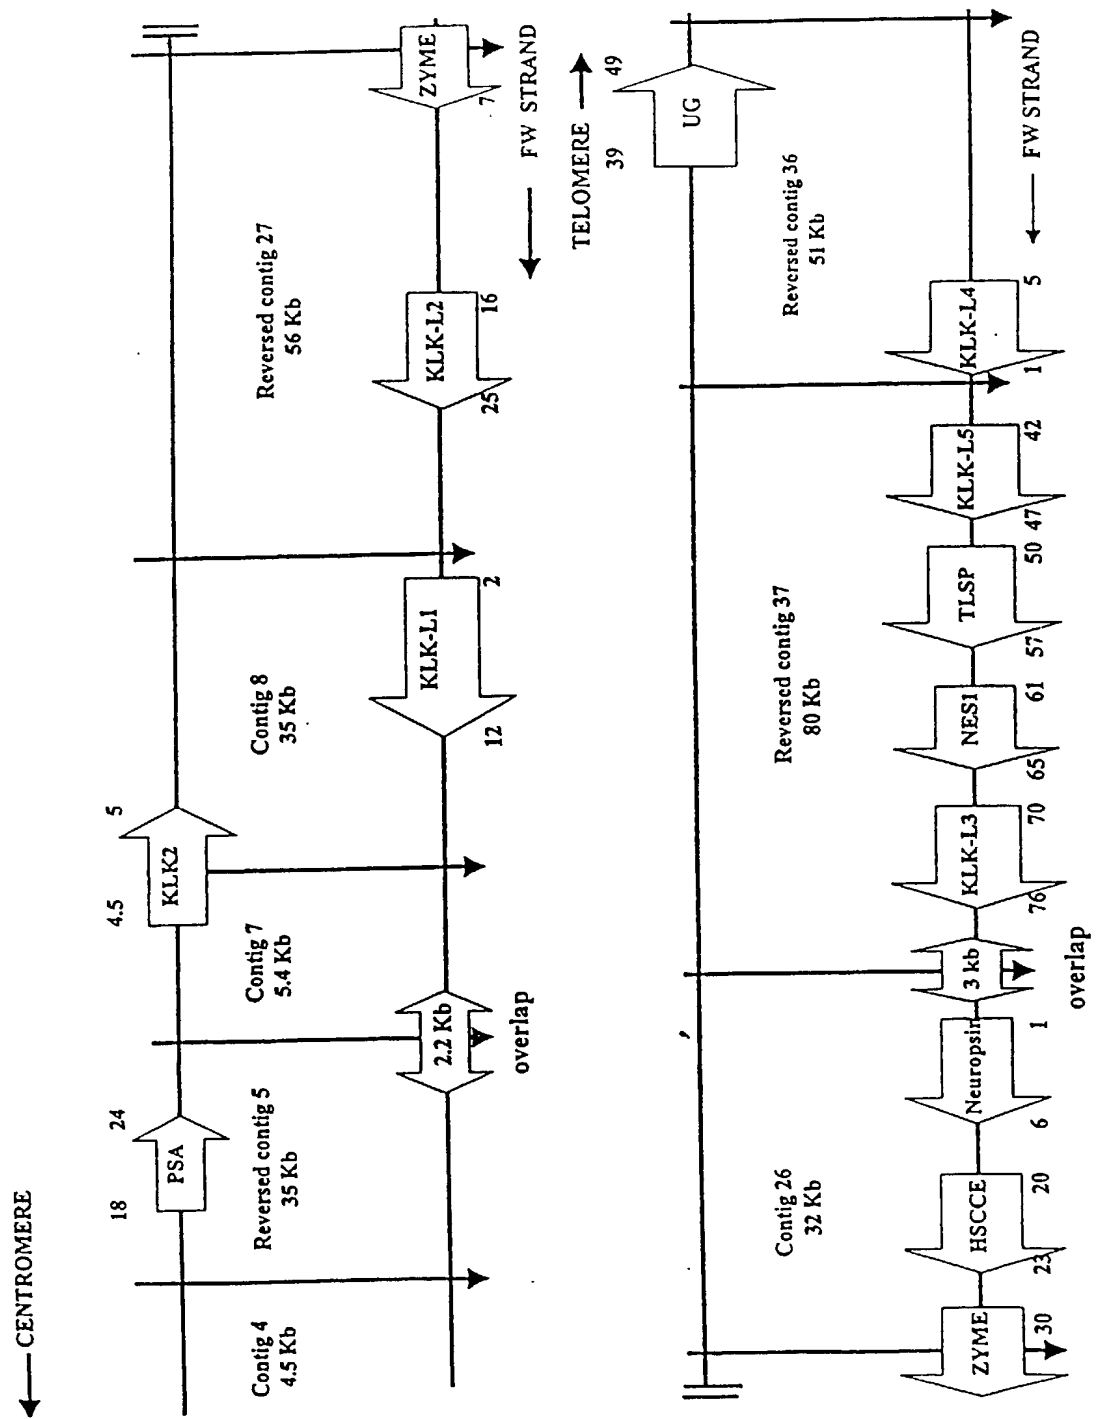 CENTROMERE
18
24
PSA
4.5
5
KLK2
Contig 4
4.5 Kb
Reversed contig 5
35 Kb
Contig 7
5.4 Kb
Contig 8
35 Kb
Reversed contig 27
56 Kb
2.2 Kb
overlap
KLK-L1
12
2
KLK-L2
25
16
ZYME
7
FW STRAND
TELOMERE
39
49
UG
Contig 26
32 Kb
Reversed contig 37
80 Kb
Reversed contig 36
51 Kb
ZYME
30
HSCCE
23
20
Neuropsin
6
1
3 kb
overlap
KLK-L3
76
70
NES1
65
61
TLSP
57
50
KLK-L5
47
42
KLK-L4
1
5
FW STRAND